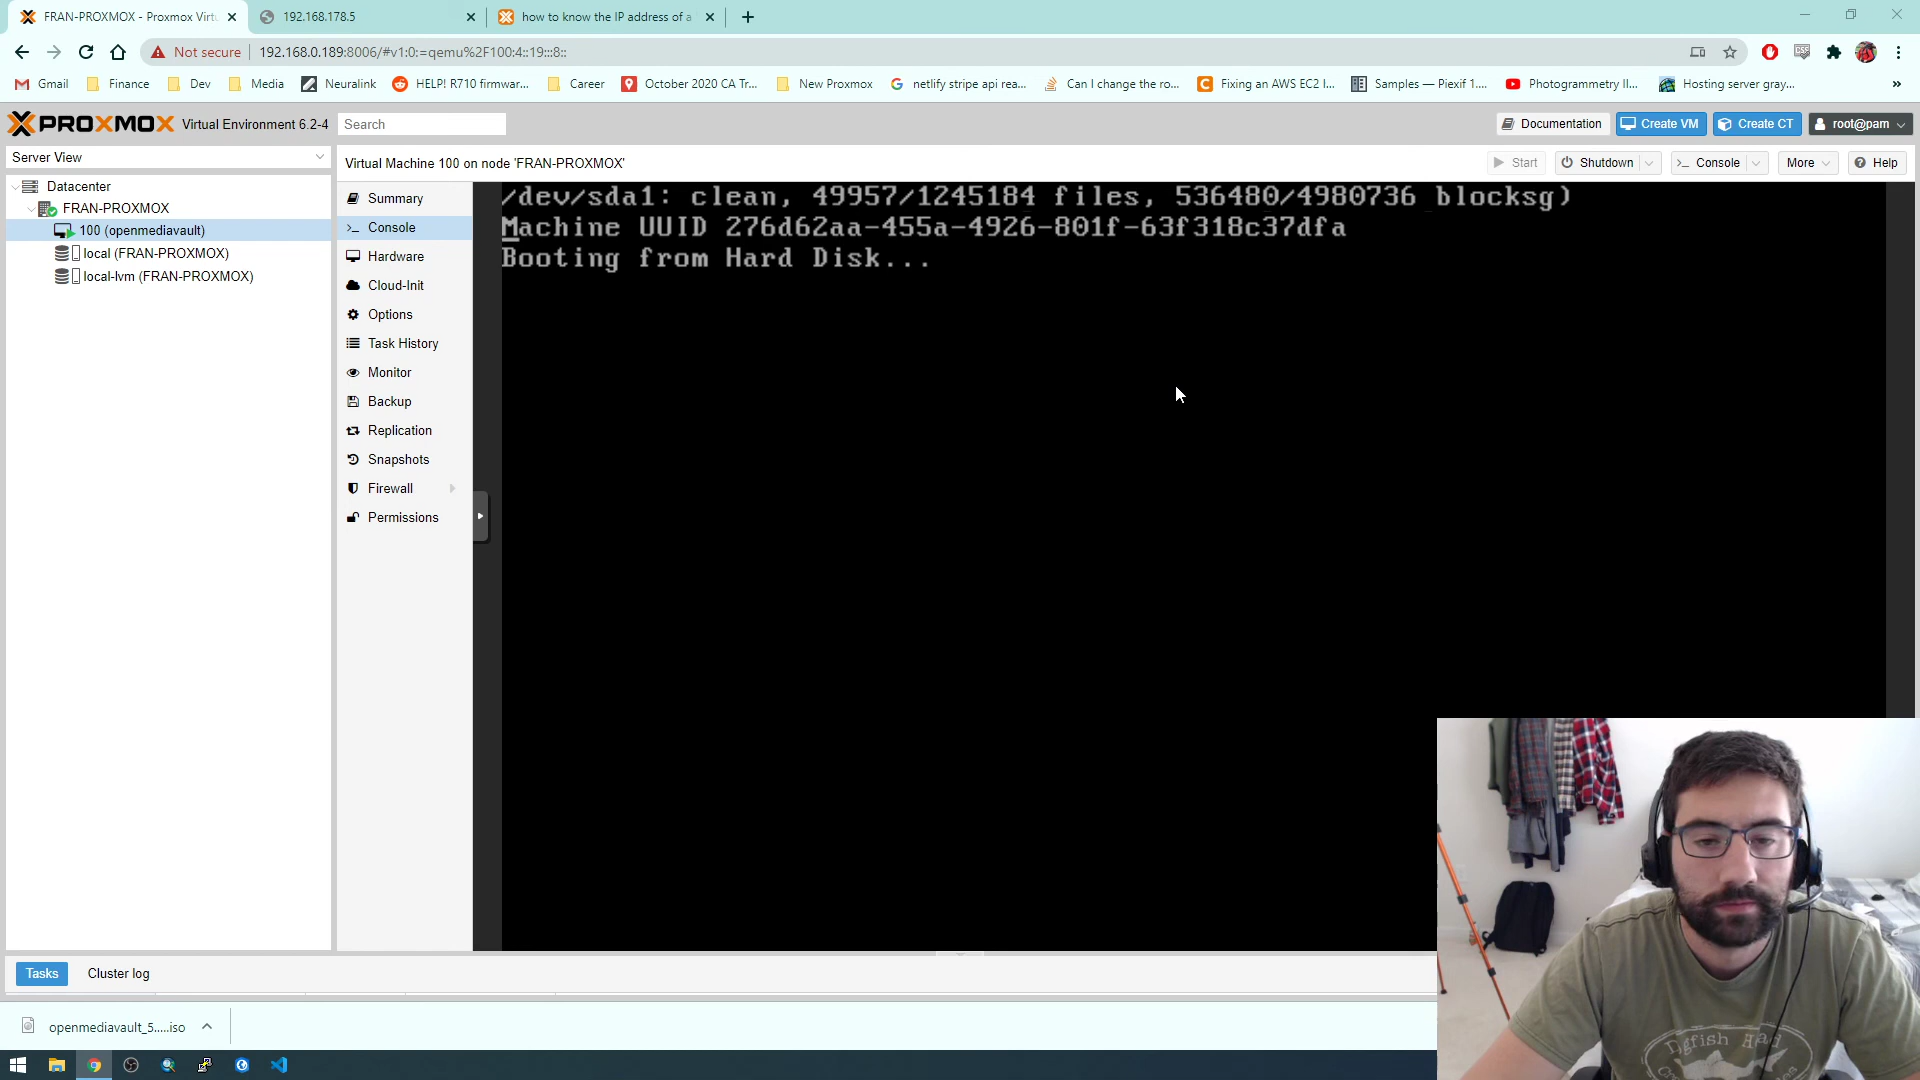 FRAN-PROXMOX - Proxmox Virtu
192.168.178.5
how to know the IP address of a
Not secure
192.168.0.189:8006/#v1:0:=qemu%2F100:4::19:::8::
Gmail
Finance
Dev
Media
Neuralink
HELP! R710 firmwar...
Career
October 2020 CA Tr...
New Proxmox
netlify stripe api rea...
Can I change the ro...
Fixing an AWS EC2 I...
Samples — Piexif 1....
Photogrammetry II...
Hosting server gray...
»
PROXMOX Virtual Environment 6.2-4
Search
Documentation
Create VM
Create CT
root@pam
Server View
Virtual Machine 100 on node 'FRAN-PROXMOX'
Start
Shutdown
Console
More
Help
Datacenter
FRAN-PROXMOX
100 (openmediavault)
local (FRAN-PROXMOX)
local-lvm (FRAN-PROXMOX)
Summary
Console
Hardware
Cloud-Init
Options
Task History
Monitor
Backup
Replication
Snapshots
Firewall
Permissions
/dev/sda1: clean, 49957/1245184 files, 536480/4980736 blocksg)
Machine UUID 276d62aa-455a-4926-801f-63f318c37dfa
Booting from Hard Disk...
Tasks
Cluster log
openmediavault_5.....iso